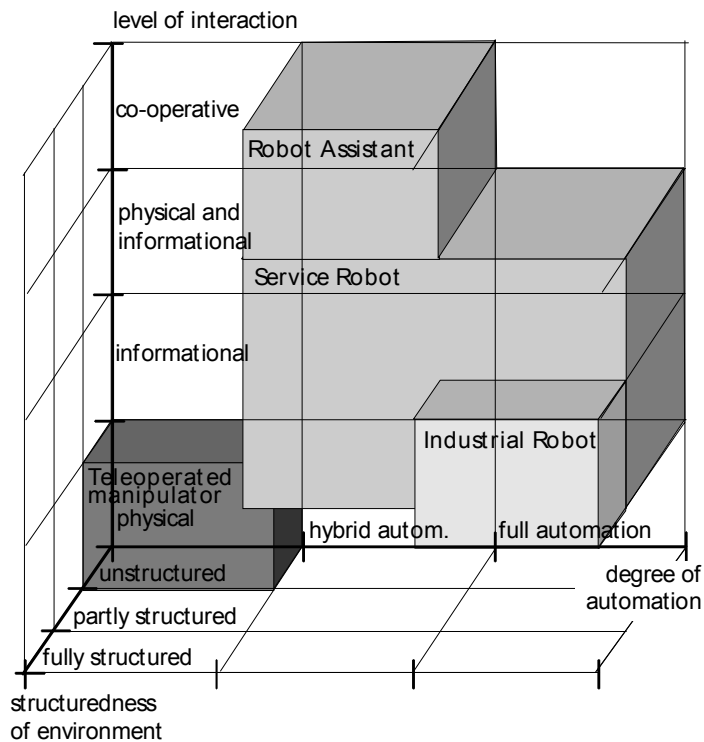 level of interaction
co-operative
Robot Assistant
physical and
informational
Service Robot
informational
Industrial Robot
Teleoperated
manipulator
physical
hybrid autom.
full automation
unstructured
degree of
automation
partly structured
fully structured
structuredness
of environment